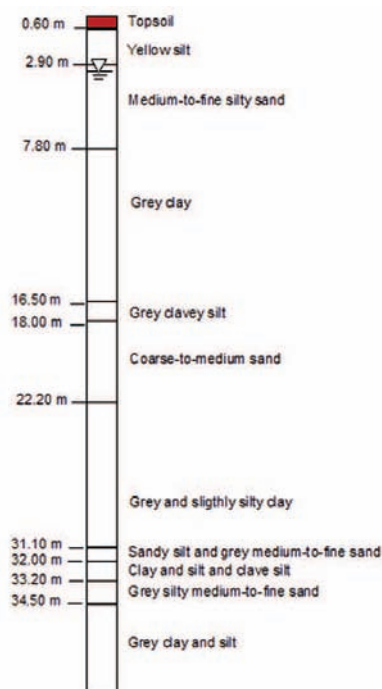 Topsoil
0.60 m
Yellow silt
2.90 m
Medium-to-fine silty sand
7.80 m
Grey clay
16.50 m
Grey clavey silt
18.00 m
Coarse-to-medium sand
22.20 m
Grey and sligthly silty clay
31.10 m
Sandy silt and grey medium-to-fine sand
32.00 m
Clay and silt and clave silt
33.20 m
Grey silty medium-to-fine sand
34.50 m
Grey clay and silt